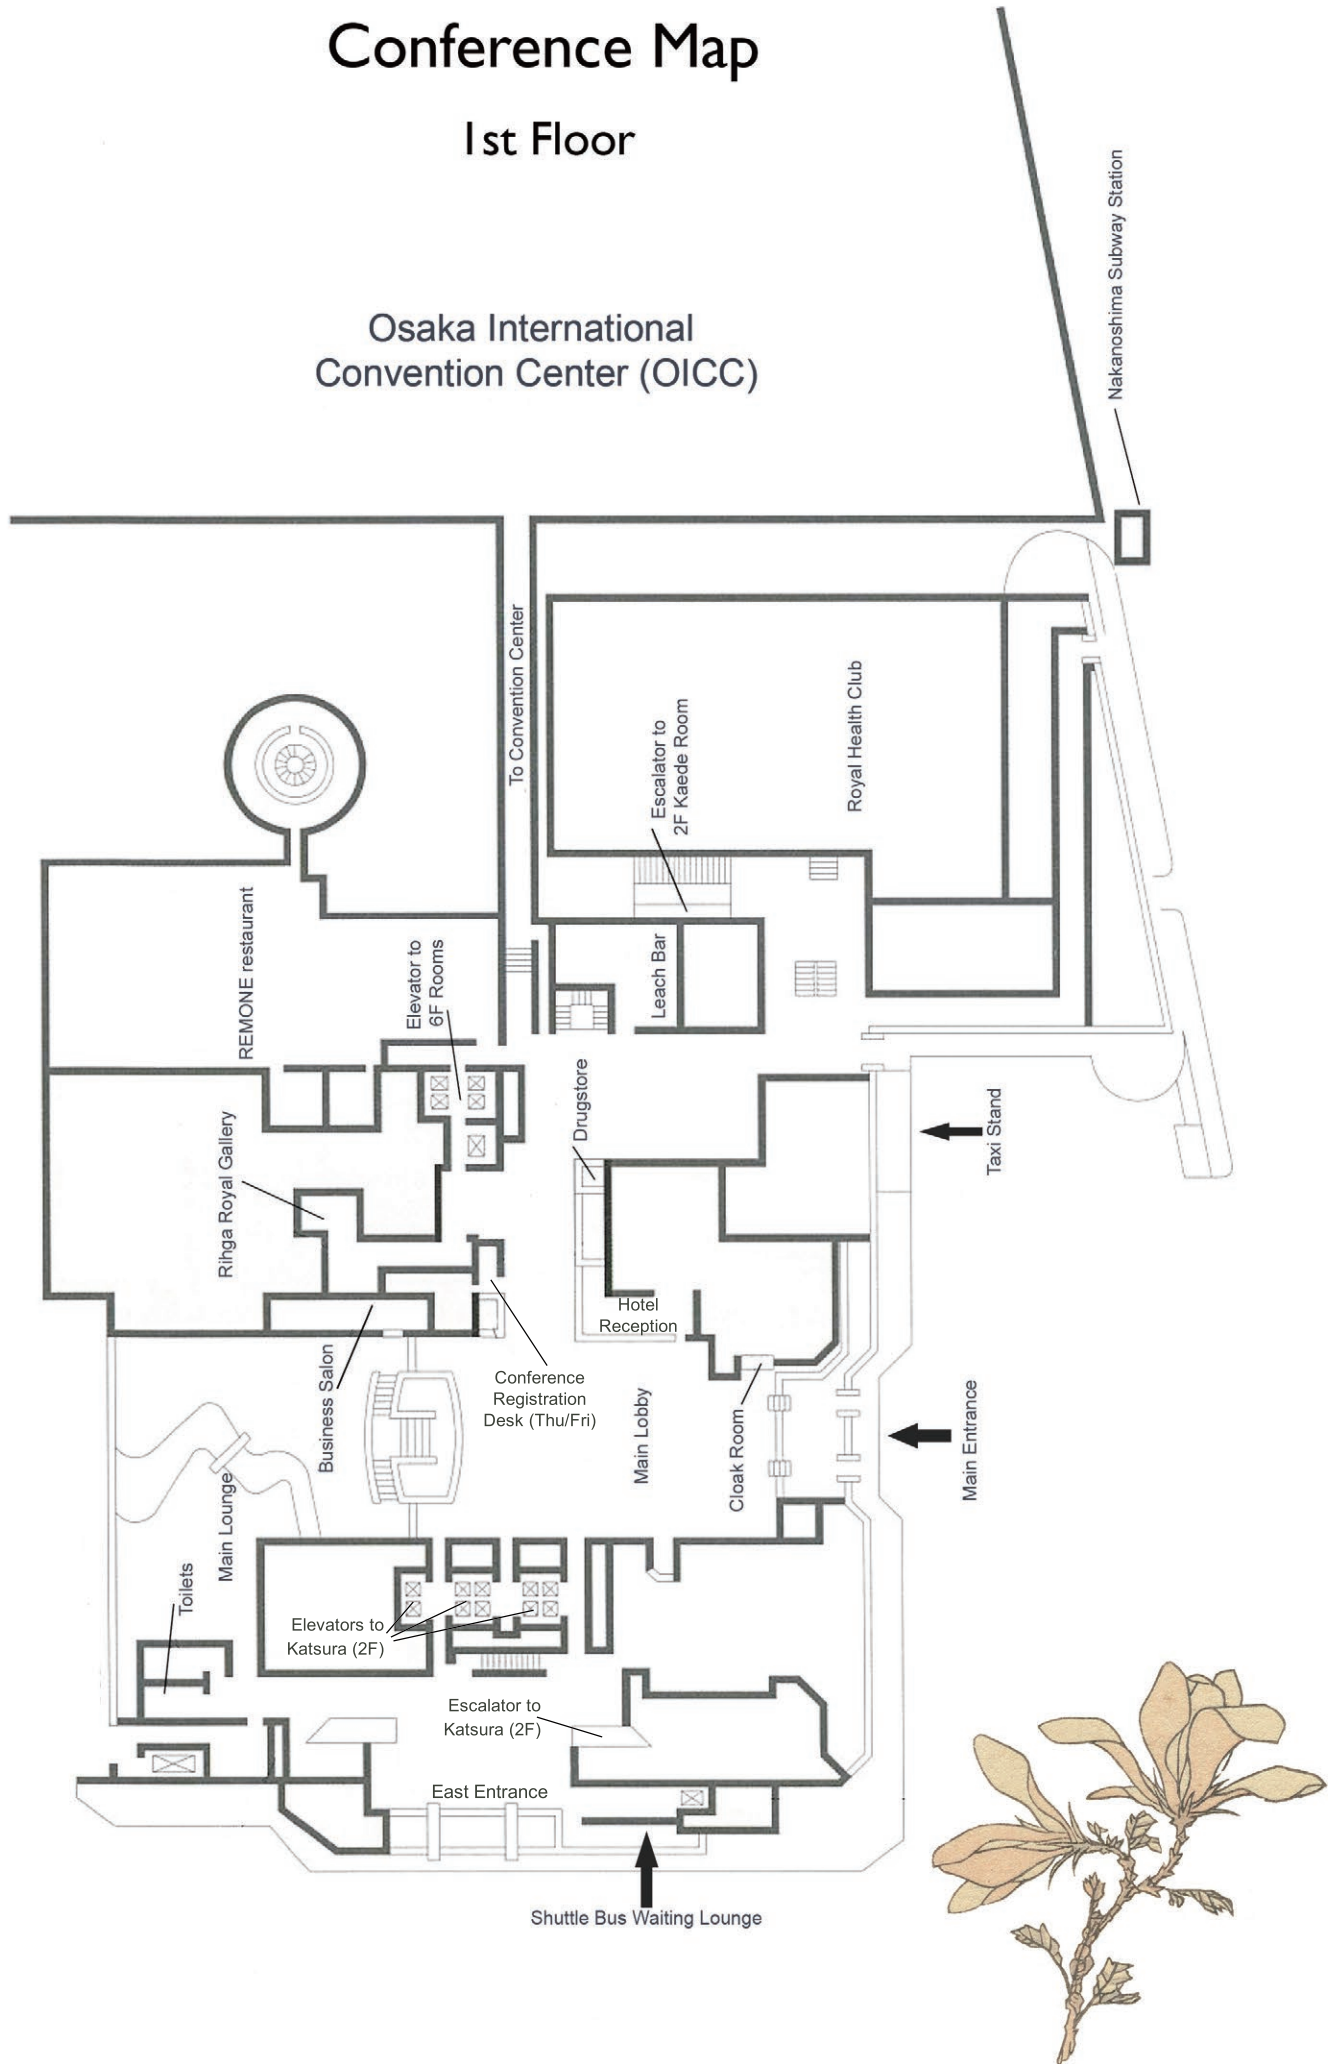 Conference Map
1st Floor
Nakanoshima Subway Station
Osaka International
Convention Center (OICC)
To Convention Center
Escalator to
2F Kaede Room
Royal Health Club
REMONE restaurant
Elevator to
6F Rooms
Leach Bar
Drugstore
Taxi Stand
Rihga Royal Gallery
Hotel
Reception
Business Salon
Conference
Registration
Desk (Thu/Fri)
Main Lobby
Cloak Room
Main Entrance
Main Lounge
Toilets
Elevators to
Katsura (2F)
Escalator to
Katsura (2F)
East Entrance
Shuttle Bus Waiting Lounge